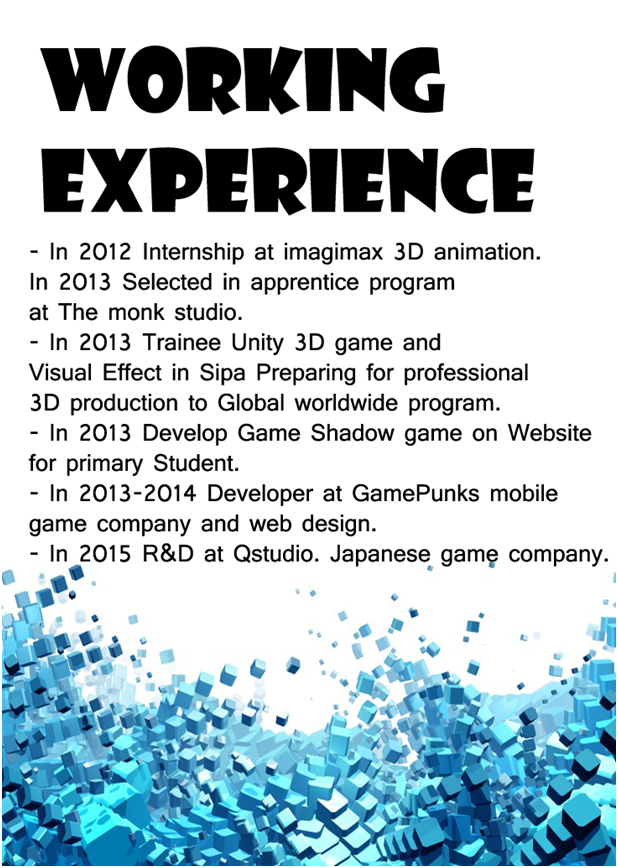 WORKING
EXPERIENCE
- In 2012 Internship at imagimax 3D animation.
In 2013 Selected in apprentice program
at The monk studio.
- In 2013 Trainee Unity 3D game and
Visual Effect in Sipa Preparing for professional
3D production to Global worldwide program.
- In 2013 Develop Game Shadow game on Website
for primary Student.
- In 2013-2014 Developer at GamePunks mobile
game company and web design.
- In 2015 R&D at Qstudio. Japanese game company.